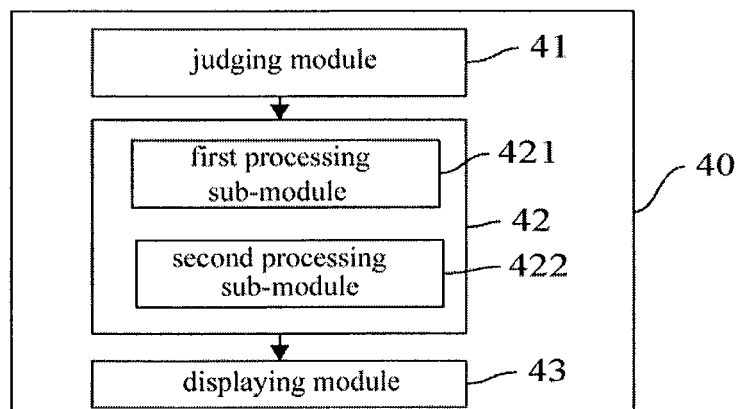 judging module
41
first processing
sub-module
421
40
42
second processing
sub-module
422
displaying module
43